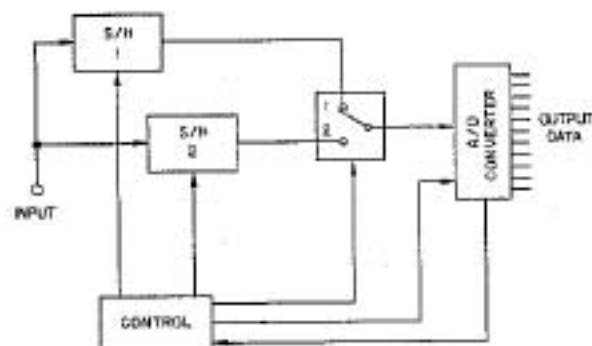 S/H
1
S/H
2
1
2
A/D
CONVERTER
OUTPUT
DATA
INPUT
CONTROL